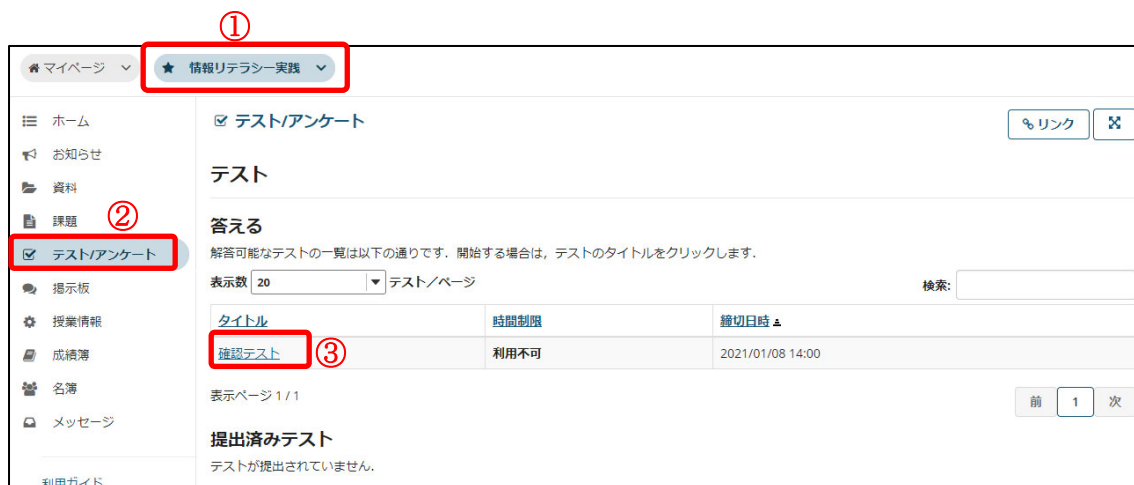 ①
マイページ
情報リテラシー実践
ホーム
お知らせ
資料
課題
②
テスト/アンケート
掲示板
授業情報
成績簿
名簿
メッセージ
利用ガイド
テスト/アンケート
リンク
テスト
答える
解答可能なテストの一覧は以下の通りです．開始する場合は，テストのタイトルをクリックします．
表示数 20 テスト／ページ
検索:
タイトル 時間制限 締切日時
確認テスト ③ 利用不可 2021/01/08 14:00
表示ページ 1 / 1
前 1 次
提出済みテスト
テストが提出されていません．